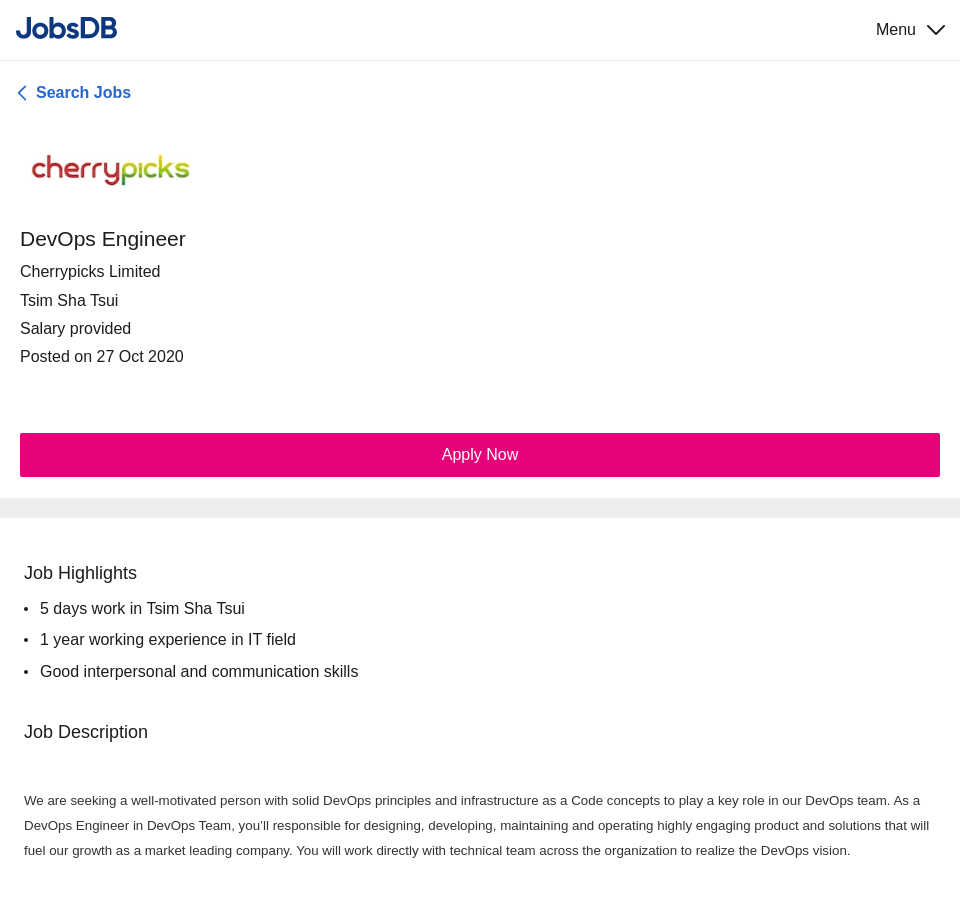 JobsDB
Menu
Search Jobs
cherrypicks
DevOps Engineer
Cherrypicks Limited
Tsim Sha Tsui
Salary provided
Posted on 27 Oct 2020
Apply Now
Job Highlights
• 5 days work in Tsim Sha Tsui
• 1 year working experience in IT field
• Good interpersonal and communication skills
Job Description
We are seeking a well-motivated person with solid DevOps principles and infrastructure as a Code concepts to play a key role in our DevOps team. As a
DevOps Engineer in DevOps Team, you’ll responsible for designing, developing, maintaining and operating highly engaging product and solutions that will
fuel our growth as a market leading company. You will work directly with technical team across the organization to realize the DevOps vision.